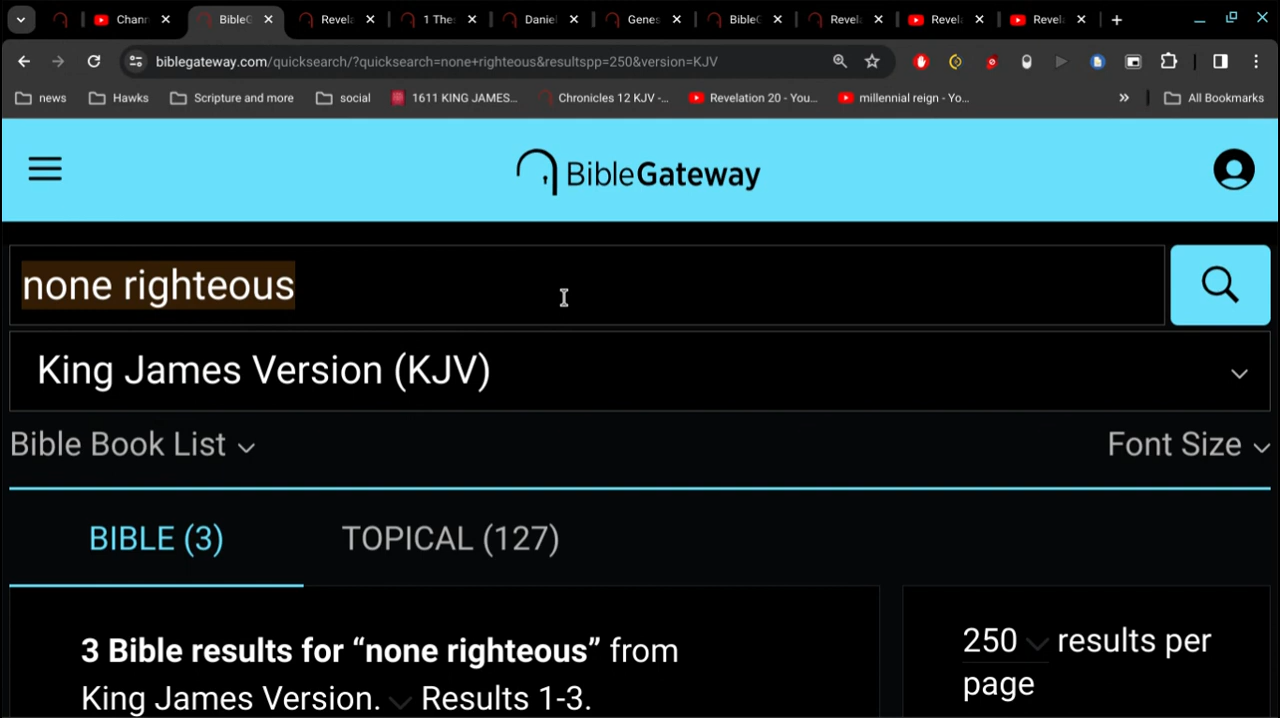 Chann
BibleG
Revela
1 The:
Daniel
Genes
BibleG
Revel
Revel
Revel
biblegateway.com/quicksearch/?quicksearch=none+righteous&resultspp=250&version=KJV
news
Hawks
Scripture and more
social
1611 KING JAMES...
Chronicles 12 KJV -...
Revelation 20 - You...
millennial reign - Yo...
»
All Bookmarks
BibleGateway
none righteous
King James Version (KJV)
Bible Book List
Font Size
BIBLE (3)
TOPICAL (127)
3 Bible results for “none righteous” from
King James Version. Results 1-3.
250 results per
page